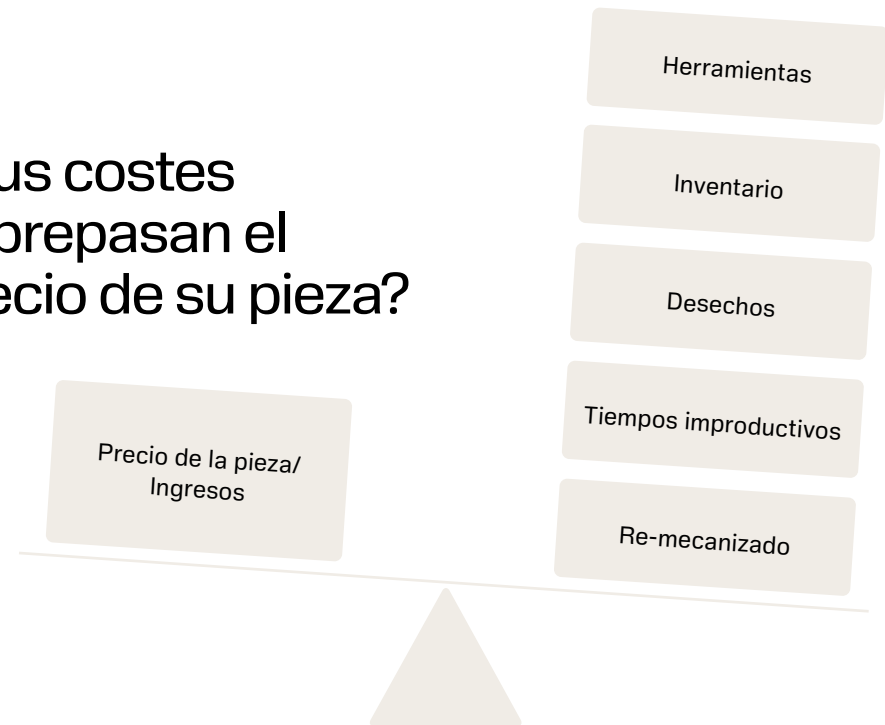 us costes
prepasan el
ecio de su pieza?
Herramientas
Inventario
Desechos
Tiempos improductivos
Re-mecanizado
Precio de la pieza/
Ingresos